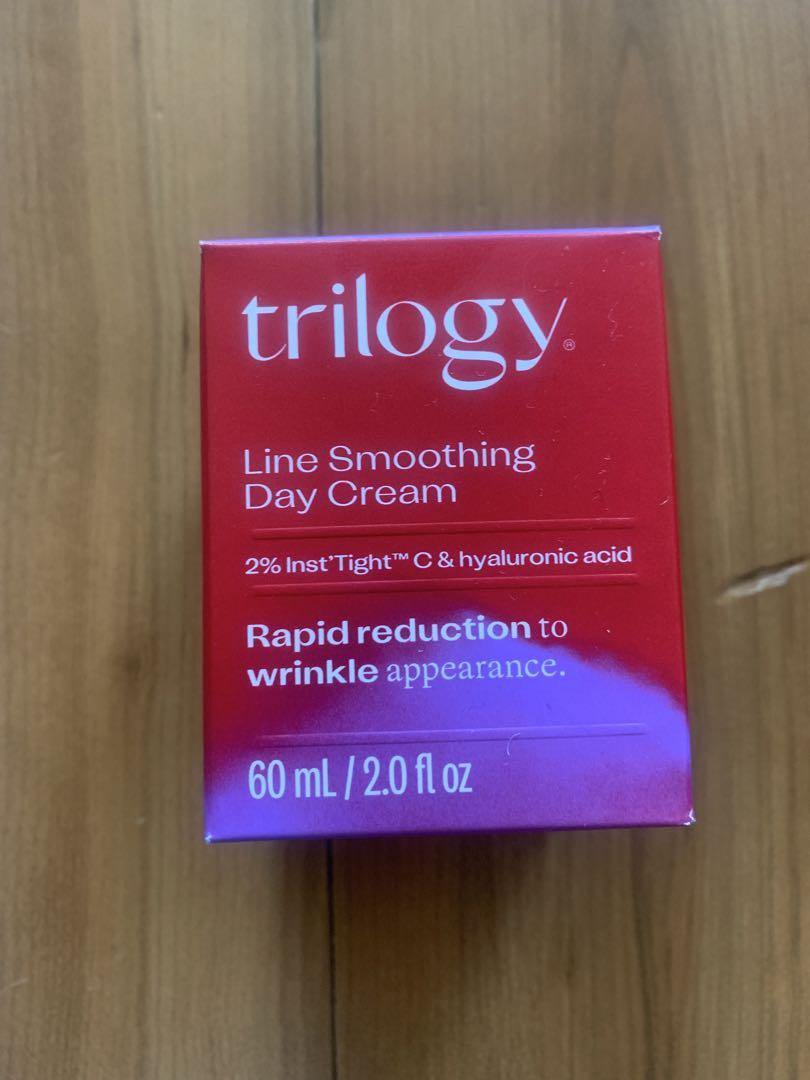 trilogy®
Line Smoothing
Day Cream
2% Inst'Tight™ C & hyaluronic acid
Rapid reduction to
wrinkle appearance.
60 mL / 2.0 fl oz